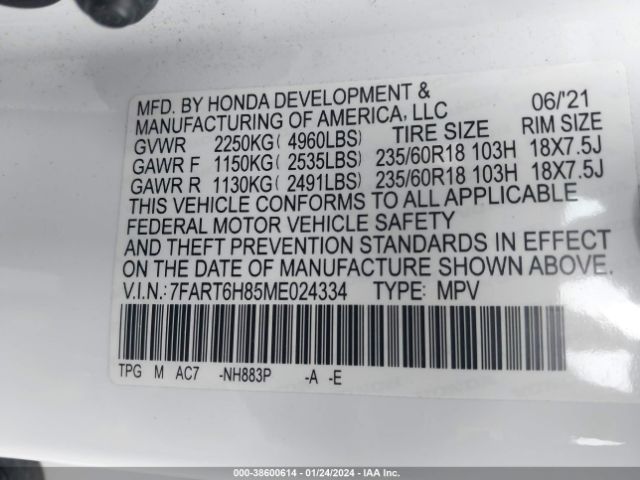 MFD. BY HONDA DEVELOPMENT & 06/'21
MANUFACTURING OF AMERICA, LLC
GVWR 2250KG ( 4960LBS) TIRE SIZE RIM SIZE
GAWR F 1150KG ( 2535LBS) 235/60R18 103H 18X7.5J
GAWR R 1130KG ( 2491LBS) 235/60R18 103H 18X7.5J
THIS VEHICLE CONFORMS TO ALL APPLICABLE
FEDERAL MOTOR VEHICLE SAFETY
AND THEFT PREVENTION STANDARDS IN EFFECT
ON THE DATE OF MANUFACTURE SHOWN ABOVE.
V.I.N.: 7FART6H85ME024334 TYPE: MPV
TPG M AC7 -NH883P -A -E
000-38600614 - 01/24/2024 - IAA Inc.